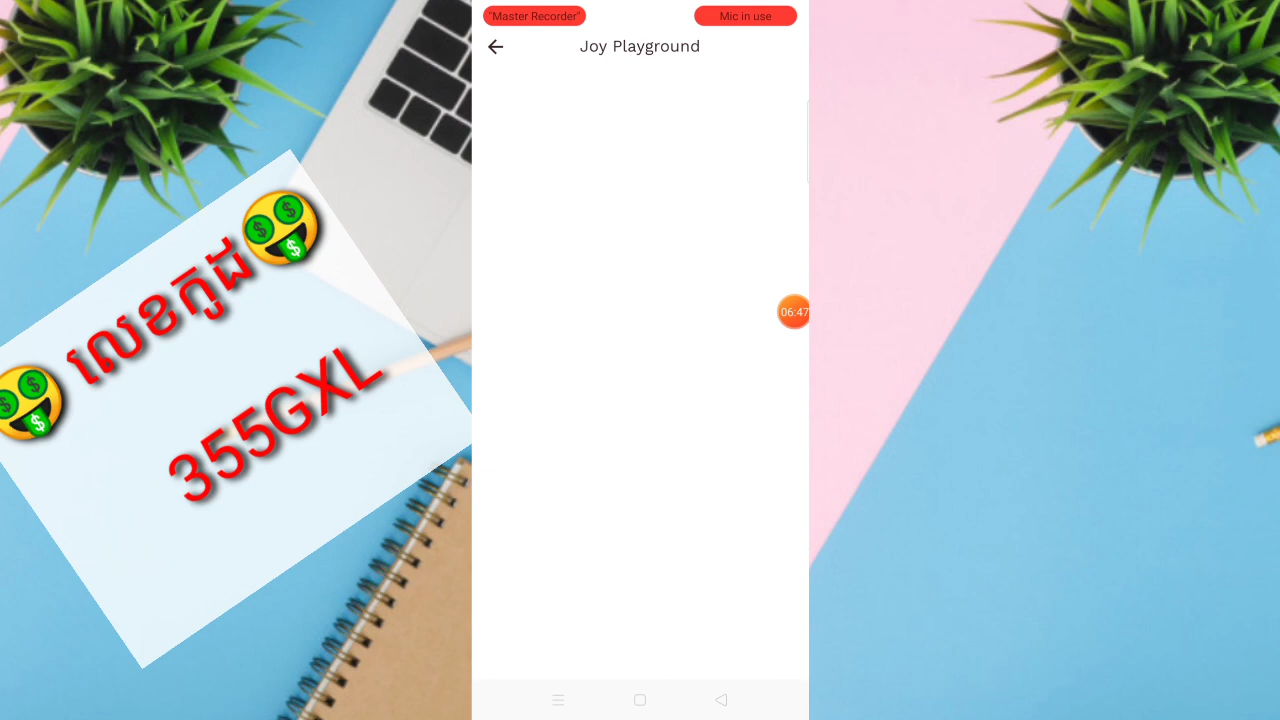 "Master Recorder"
Mic in use
Joy Playground
លេខកូដ
355GXL
06:47